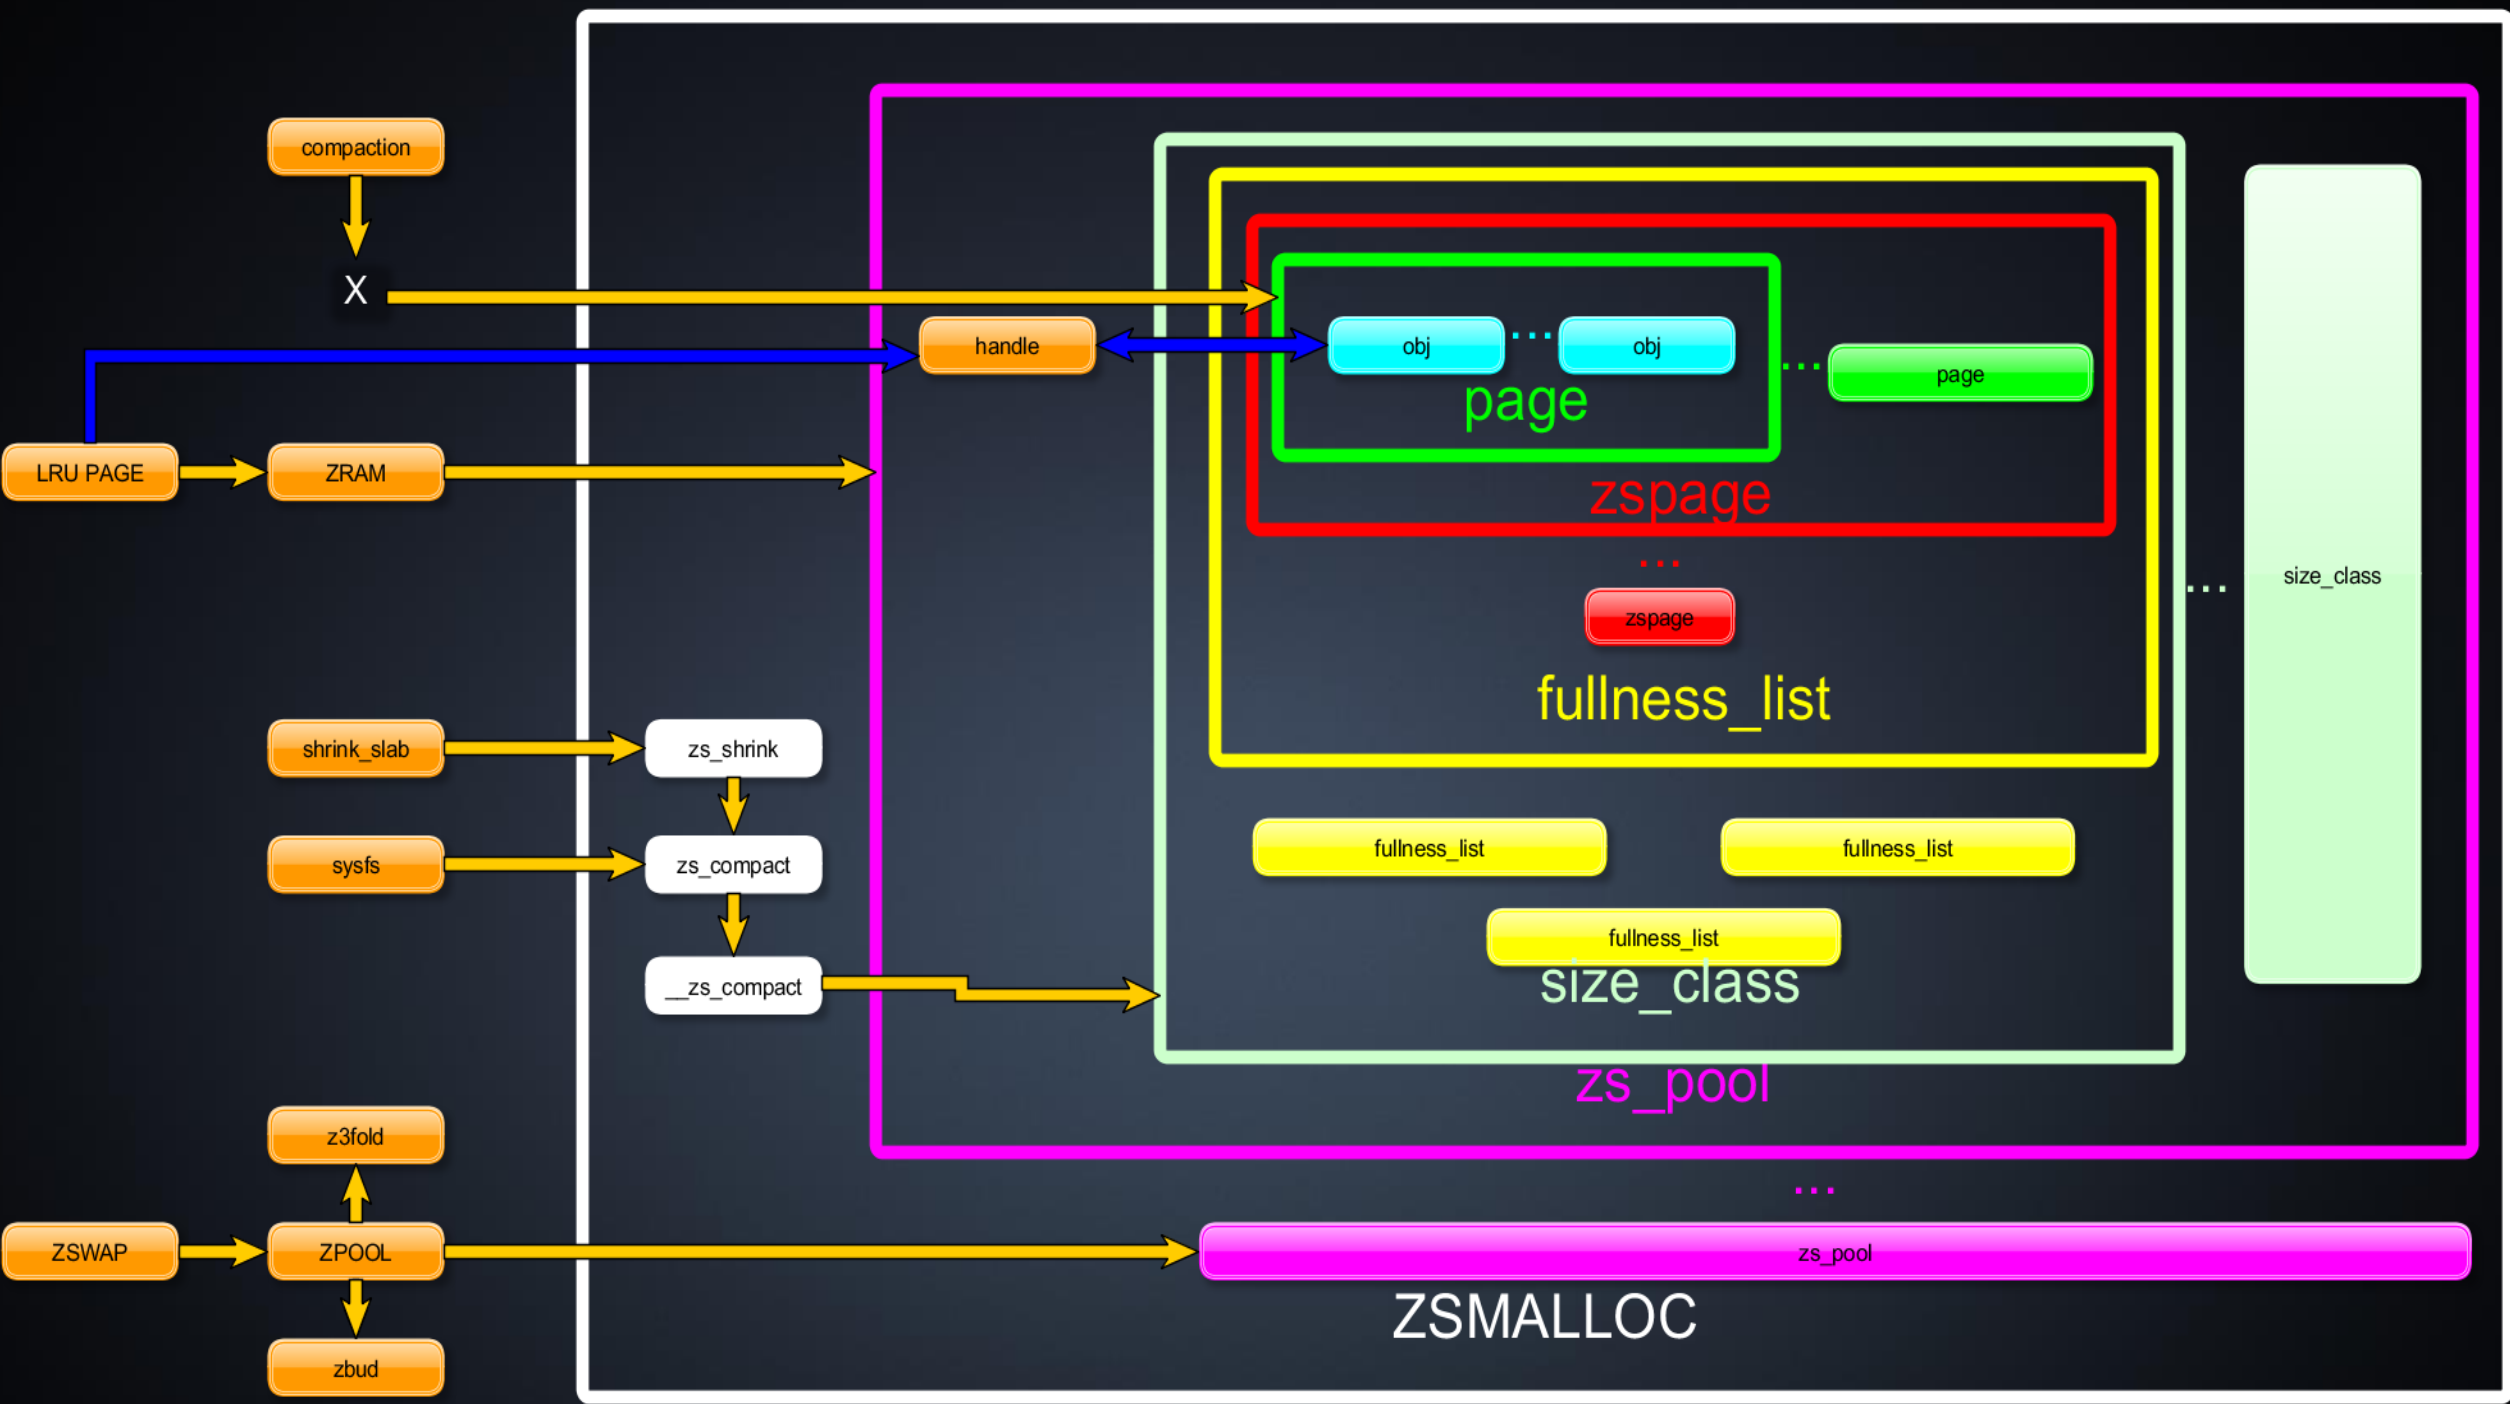 compaction
X
handle
obj
...
obj
page
...
page
LRU PAGE
ZRAM
zspage
...
zspage
...
size_class
fullness_list
shrink_slab
zs_shrink
sysfs
zs_compact
fullness_list
fullness_list
fullness_list
__zs_compact
size_class
zs_pool
z3fold
...
ZSWAP
ZPOOL
zs_pool
ZSMALLOC
zbud